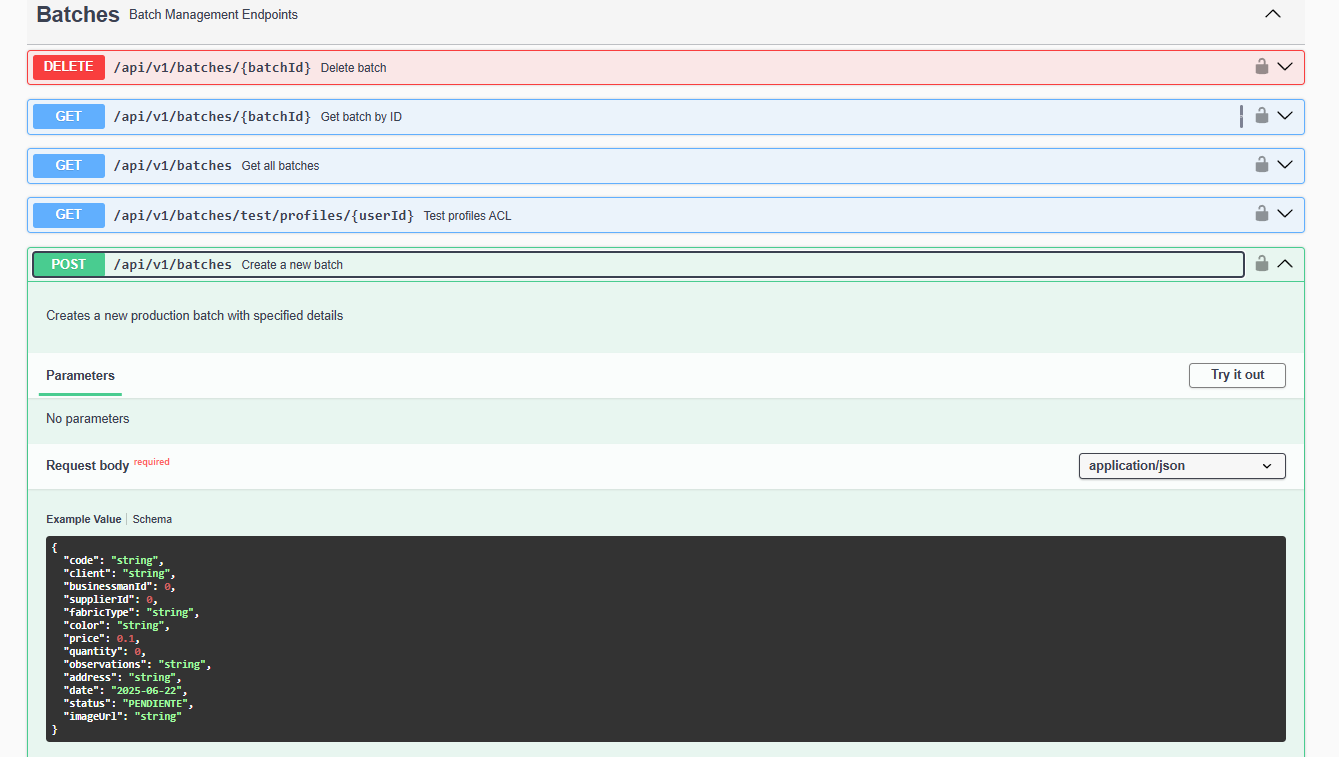 Batches Batch Management Endpoints
DELETE /api/v1/batches/{batchId} Delete batch
GET /api/v1/batches/{batchId} Get batch by ID
GET /api/v1/batches Get all batches
GET /api/v1/batches/test/profiles/{userId} Test profiles ACL
POST /api/v1/batches Create a new batch
Creates a new production batch with specified details
Parameters Try it out
No parameters
Request body required application/json
Example Value Schema
{
  "code": "string",
  "client": "string",
  "businessmanId": 0,
  "supplierId": 0,
  "fabricType": "string",
  "color": "string",
  "price": 0.1,
  "quantity": 0,
  "observations": "string",
  "address": "string",
  "date": "2025-06-22",
  "status": "PENDIENTE",
  "imageUrl": "string"
}